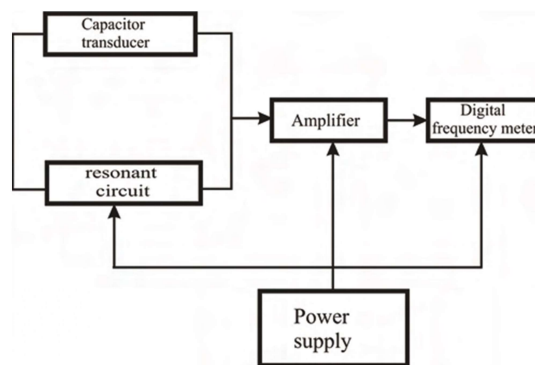 Capacitor
transducer
Amplifier
Digital
frequency meter
resonant
circuit
Power
supply